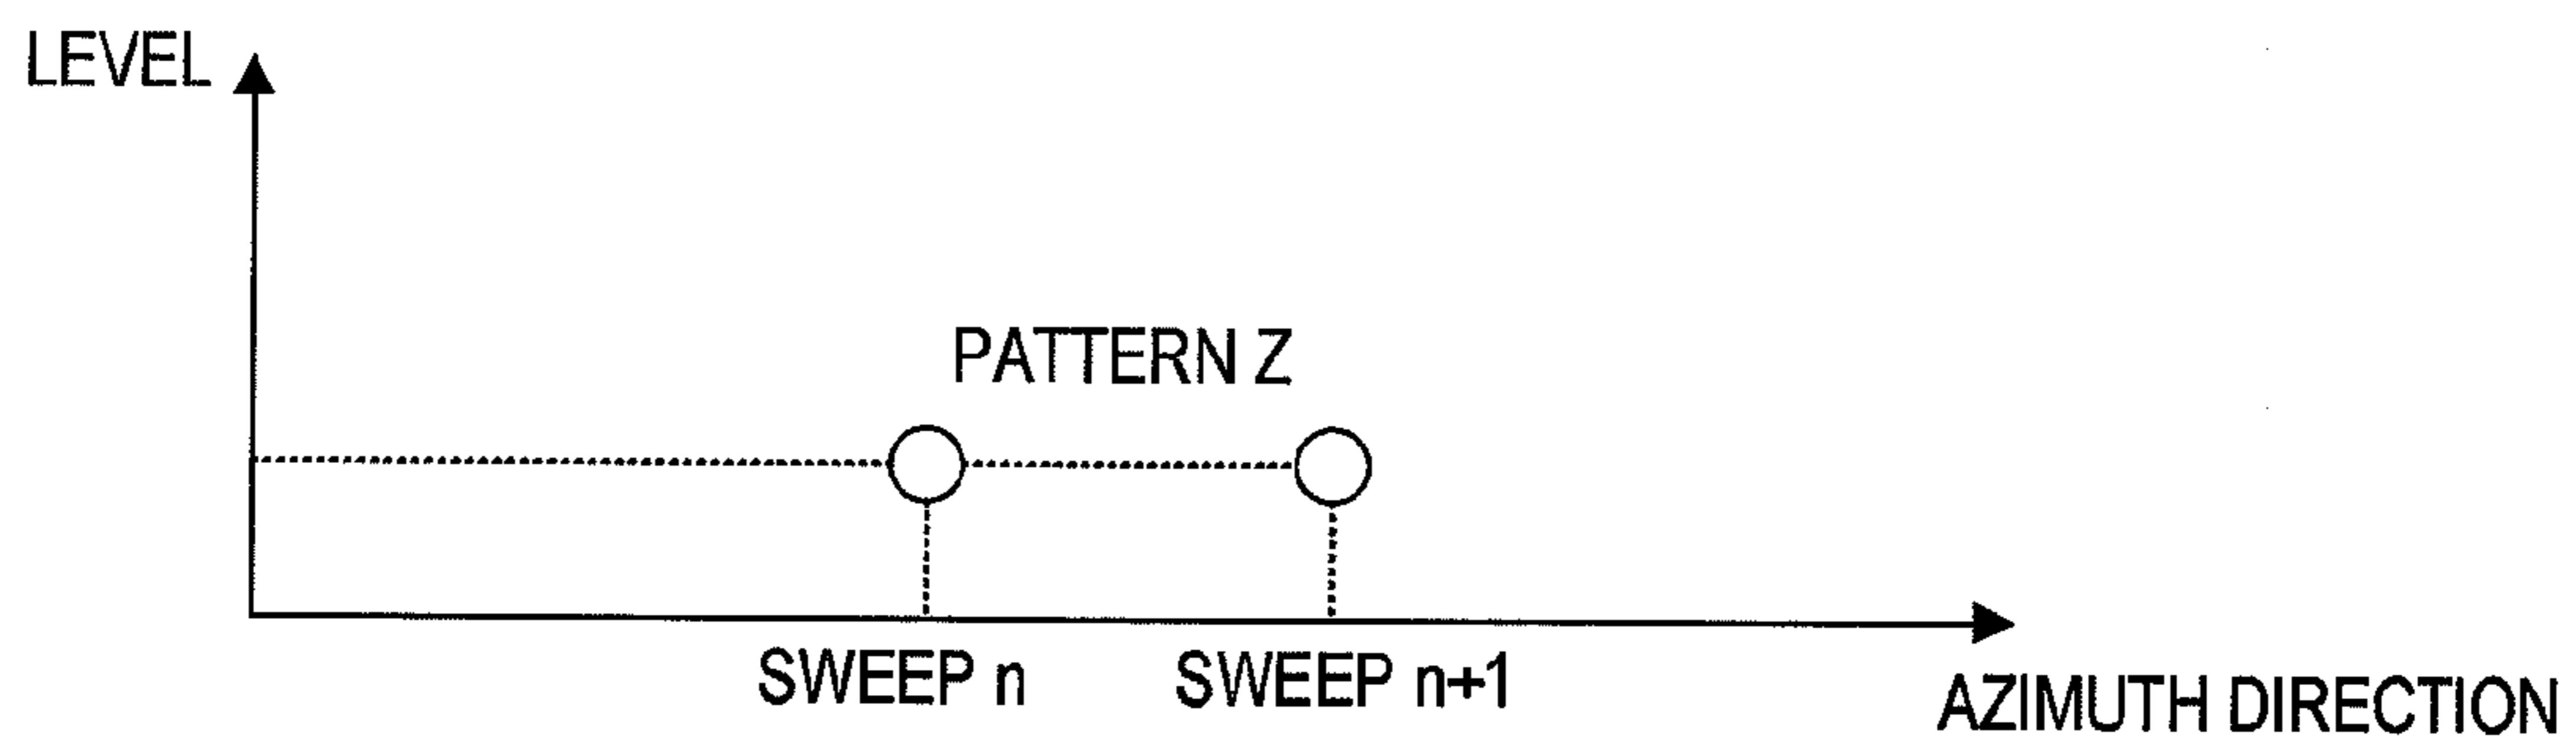 LEVEL
PATTERN Z
SWEEP n
SWEEP n+1
AZIMUTH DIRECTION